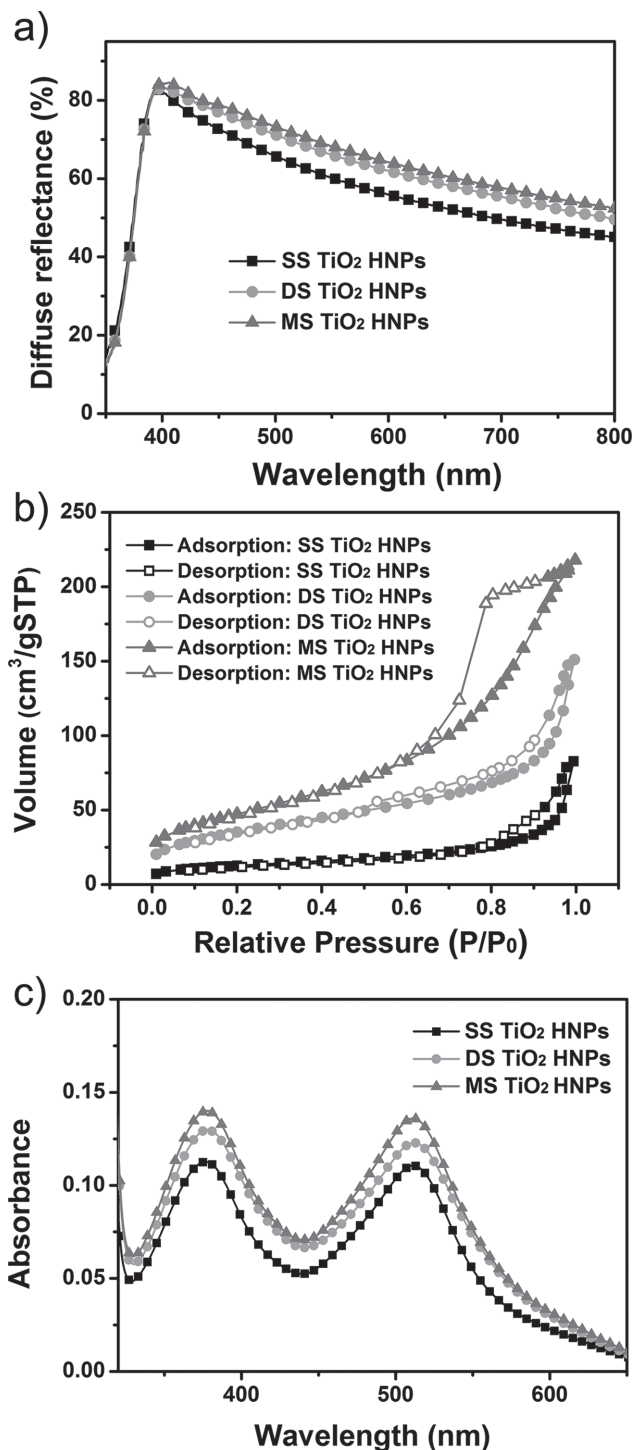 a)
80
60
40
20
0
Diffuse reflectance (%)
SS TiO₂ HNPs
DS TiO₂ HNPs
MS TiO₂ HNPs
400 500 600 700 800
Wavelength (nm)
b)
250
200
150
100
50
0
Volume (cm³/gSTP)
Adsorption: SS TiO₂ HNPs
Desorption: SS TiO₂ HNPs
Adsorption: DS TiO₂ HNPs
Desorption: DS TiO₂ HNPs
Adsorption: MS TiO₂ HNPs
Desorption: MS TiO₂ HNPs
0.0 0.2 0.4 0.6 0.8 1.0
Relative Pressure (P/P₀)
c)
0.20
0.15
0.10
0.05
0.00
Absorbance
SS TiO₂ HNPs
DS TiO₂ HNPs
MS TiO₂ HNPs
400 500 600
Wavelength (nm)